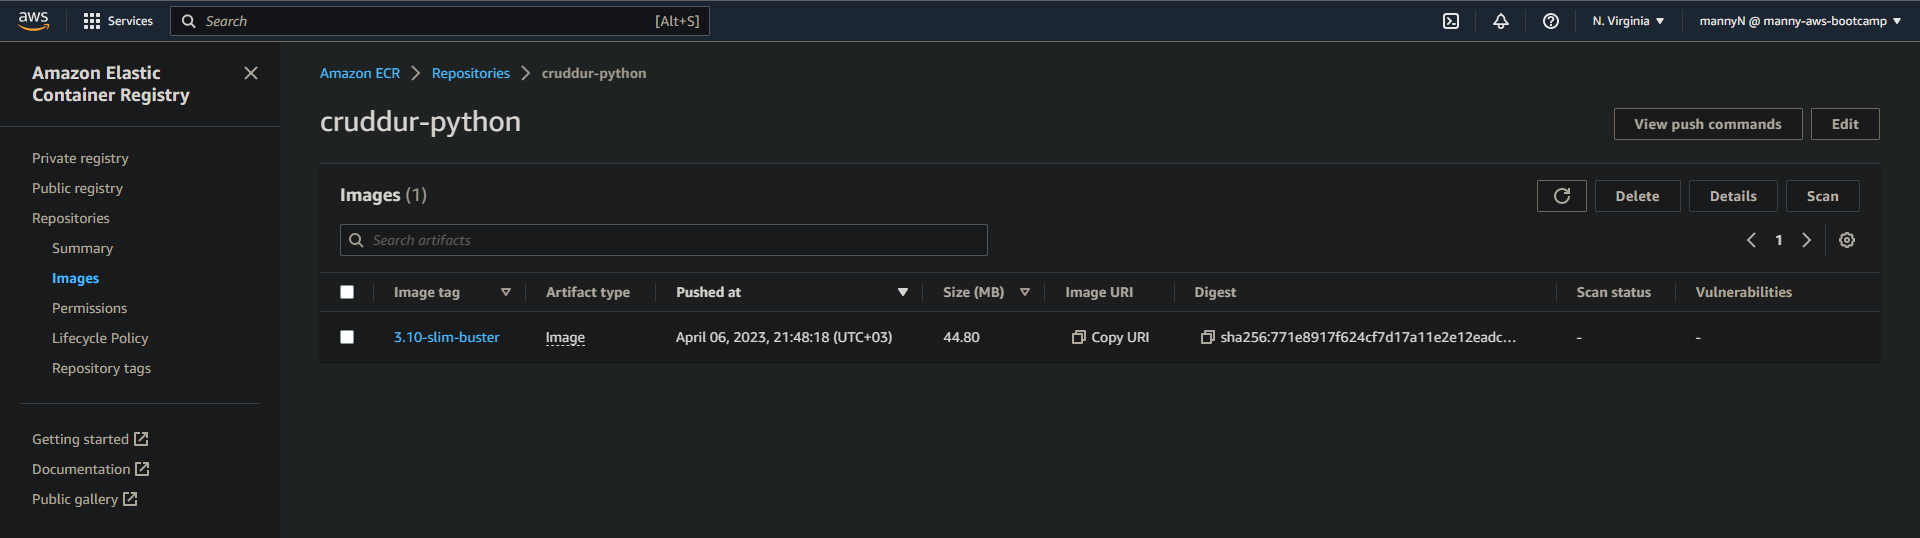 aws
Services
Search [Alt+S]
N. Virginia
mannyN @ manny-aws-bootcamp
Amazon Elastic
Container Registry
Private registry
Public registry
Repositories
Summary
Images
Permissions
Lifecycle Policy
Repository tags
Getting started
Documentation
Public gallery
Amazon ECR > Repositories > cruddur-python
cruddur-python
View push commands
Edit
Images (1)
Delete
Details
Scan
Search artifacts
1
Image tag Artifact type Pushed at Size (MB) Image URI Digest Scan status Vulnerabilities
3.10-slim-buster Image April 06, 2023, 21:48:18 (UTC+03) 44.80 Copy URI sha256:771e8917f624cf7d17a11e2e12eadc... - -